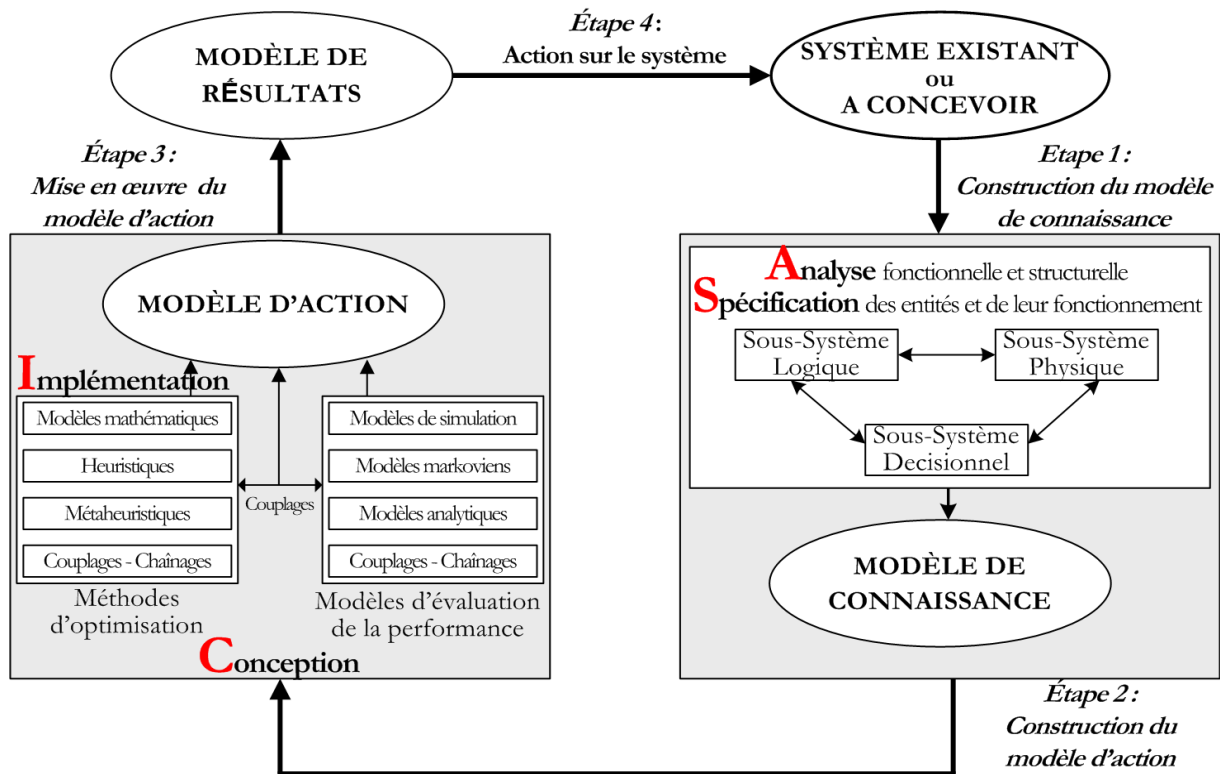 MODÈLE DE
RÉSULTATS
Étape 4 :
Action sur le système
SYSTÈME EXISTANT
ou
A CONCEVOIR
Étape 3 :
Mise en œuvre du
modèle d'action
Etape 1 :
Construction du modèle
de connaissance
MODÈLE D'ACTION
Implémentation
Modèles mathématiques
Heuristiques
Métaheuristiques
Couplages - Chaînages
Méthodes
d'optimisation
Couplages
Modèles de simulation
Modèles markoviens
Modèles analytiques
Couplages - Chaînages
Modèles d'évaluation
de la performance
Conception
Analyse fonctionnelle et structurelle
Spécification des entités et de leur fonctionnement
Sous-Système
Logique
Sous-Système
Physique
Sous-Système
Decisionnel
MODÈLE DE
CONNAISSANCE
Étape 2 :
Construction du
modèle d'action